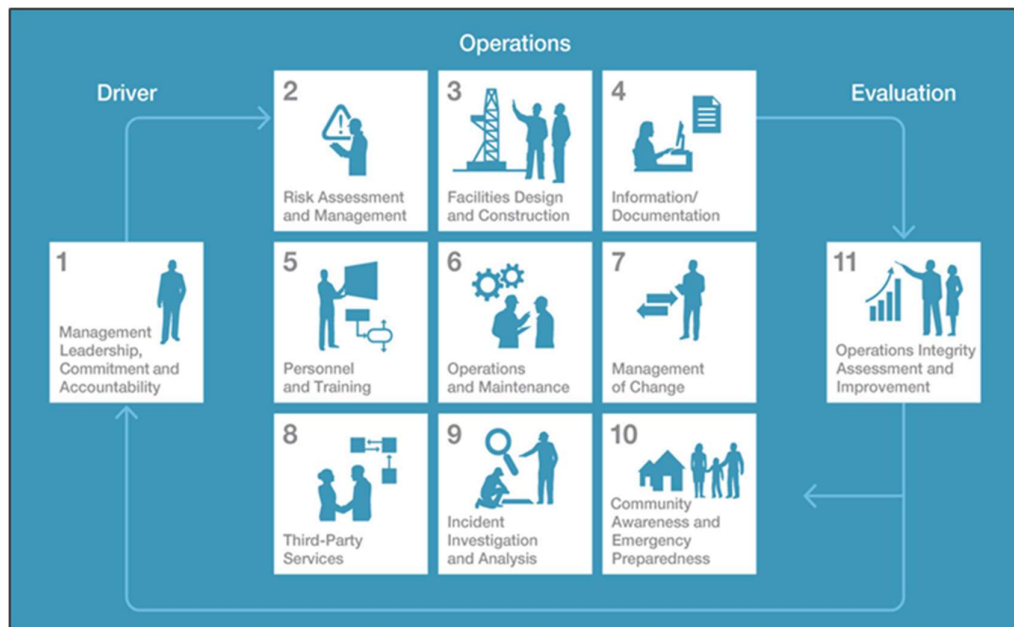 Operations
Driver
Evaluation
2
Risk Assessment
and Management
3
Facilities Design
and Construction
4
Information/
Documentation
1
Management
Leadership,
Commitment and
Accountability
5
Personnel
and Training
6
Operations
and Maintenance
7
Management
of Change
11
Operations Integrity
Assessment and
Improvement
8
Third-Party
Services
9
Incident
Investigation
and Analysis
10
Community
Awareness and
Emergency
Preparedness